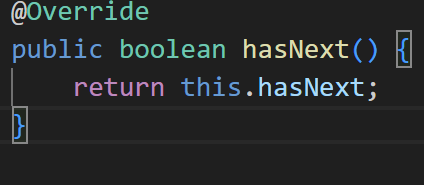 @Override
public boolean hasNext() {
    return this.hasNext;
}